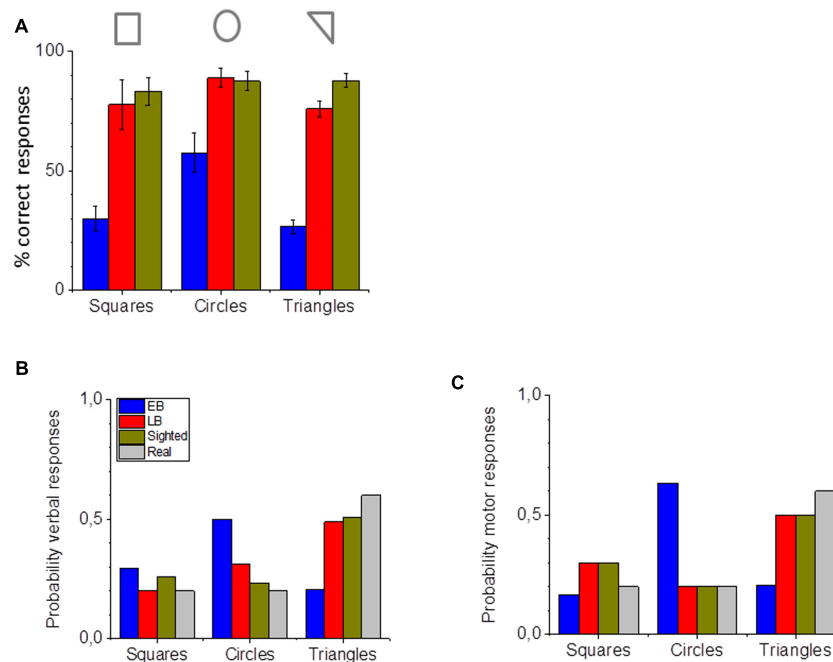 A
100
50
0
% correct responses
Squares Circles Triangles
B
1,0
0,5
0,0
Probability verbal responses
EB
LB
Sighted
Real
Squares Circles Triangles
C
1,0
0,5
0,0
Probability motor responses
Squares Circles Triangles